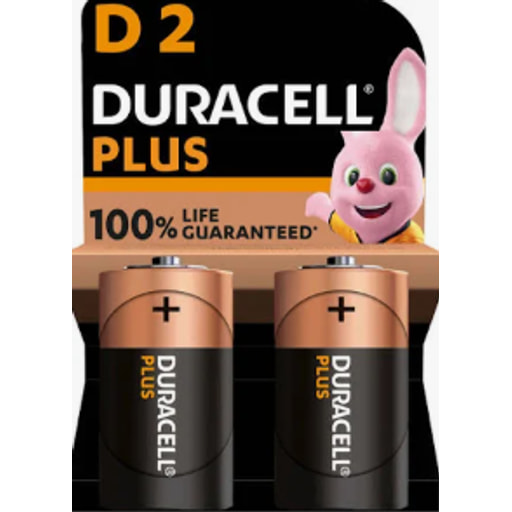 D 2
DURACELL®
PLUS
100% LIFE
GUARANTEED*
+
DURACELL®
PLUS
+
DURACELL®
PLUS